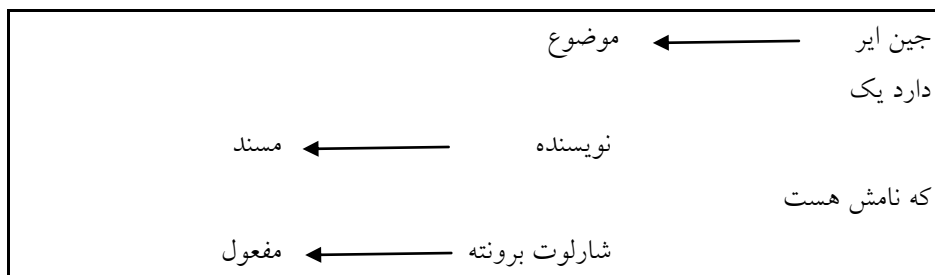 جین ایر موضوع
دارد یک
نویسنده مسند
که نامش هست
شارلوت برونته مفعول